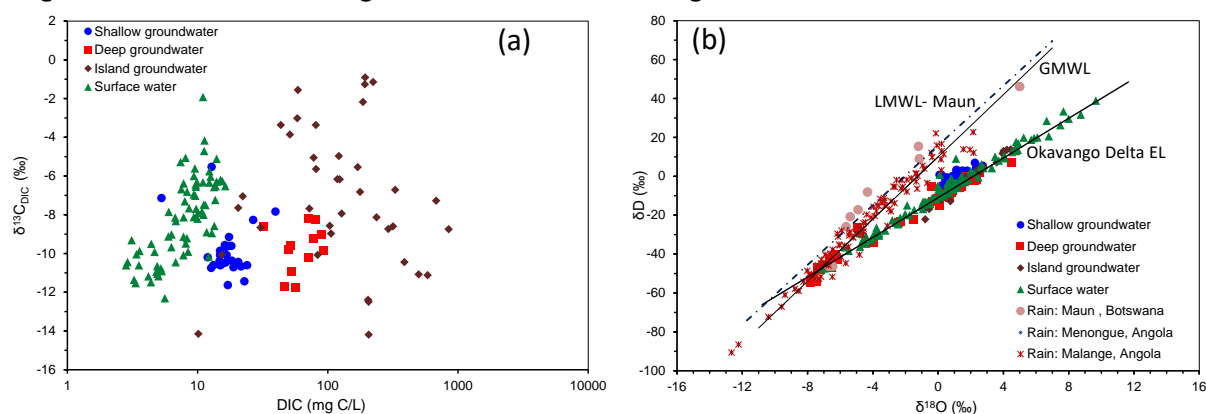 (a)
Shallow groundwater
Deep groundwater
Island groundwater
Surface water
δ¹³C_DIC (‰)
2
0
-2
-4
-6
-8
-10
-12
-14
-16
1
10
100
1000
10000
DIC (mg C/L)
(b)
GMWL
LMWL- Maun
Okavango Delta EL
δD (‰)
80
60
40
20
0
-20
-40
-60
-80
-100
Shallow groundwater
Deep groundwater
Island groundwater
Surface water
Rain: Maun , Botswana
Rain: Menongue, Angola
Rain: Malange, Angola
-16
-12
-8
-4
0
4
8
12
16
δ¹⁸O (‰)